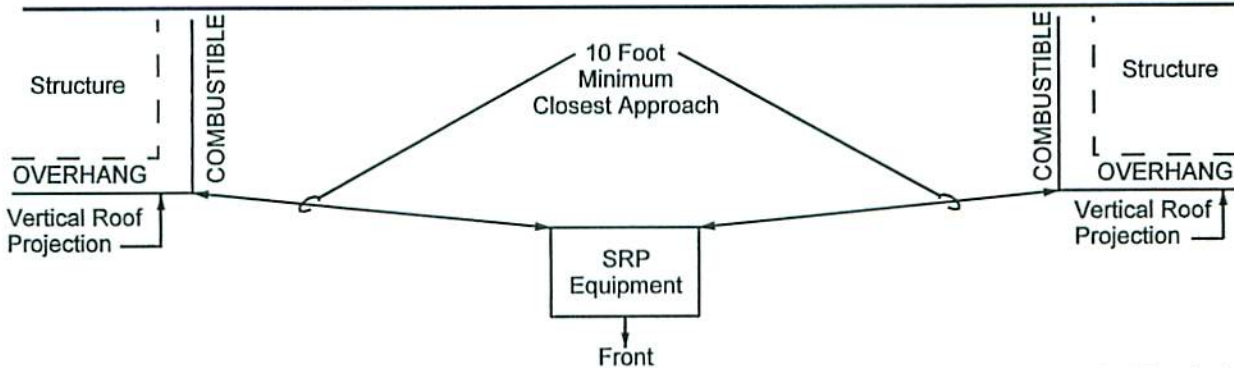 Structure
COMBUSTIBLE
OVERHANG
Vertical Roof
Projection
10 Foot
Minimum
Closest Approach
SRP
Equipment
Front
COMBUSTIBLE
Structure
OVERHANG
Vertical Roof
Projection